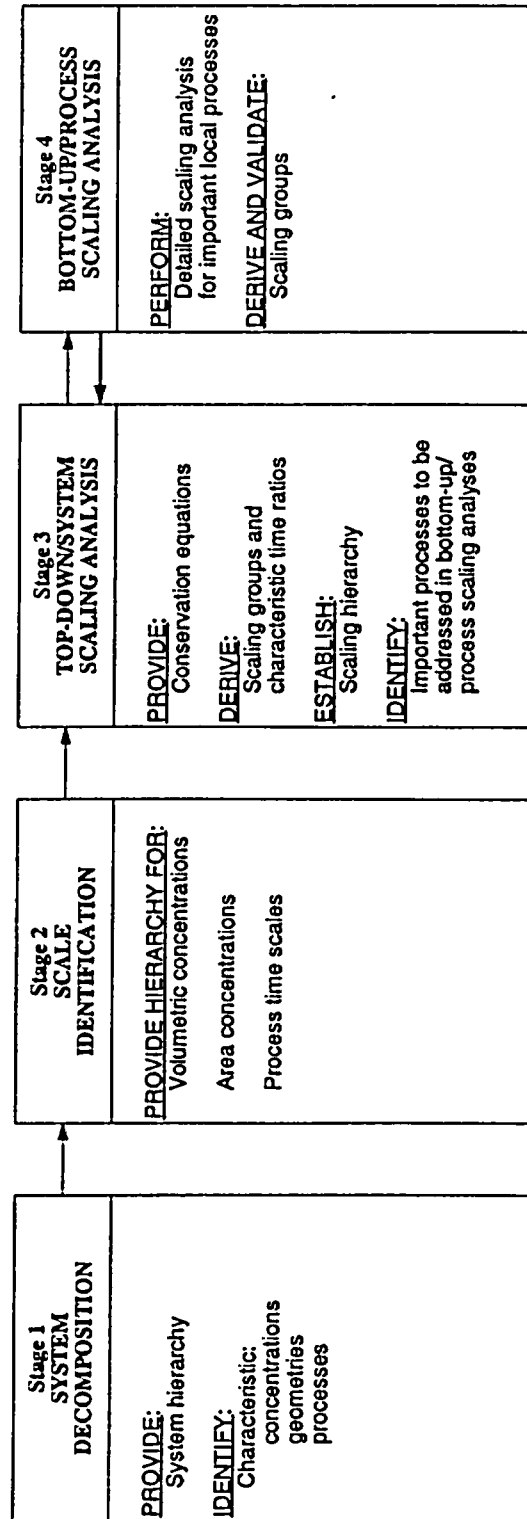 Stage 1
SYSTEM
DECOMPOSITION
PROVIDE:
System hierarchy
IDENTIFY:
Characteristic:
concentrations
geometries
processes
Stage 2
SCALE
IDENTIFICATION
PROVIDE HIERARCHY FOR:
Volumetric concentrations
Area concentrations
Process time scales
Stage 3
TOP-DOWN/SYSTEM
SCALING ANALYSIS
PROVIDE:
Conservation equations
DERIVE:
Scaling groups and
characteristic time ratios
ESTABLISH:
Scaling hierarchy
IDENTIFY:
Important processes to be
addressed in bottom-up/
process scaling analyses
Stage 4
BOTTOM-UP/PROCESS
SCALING ANALYSIS
PERFORM:
Detailed scaling analysis
for important local processes
DERIVE AND VALIDATE:
Scaling groups